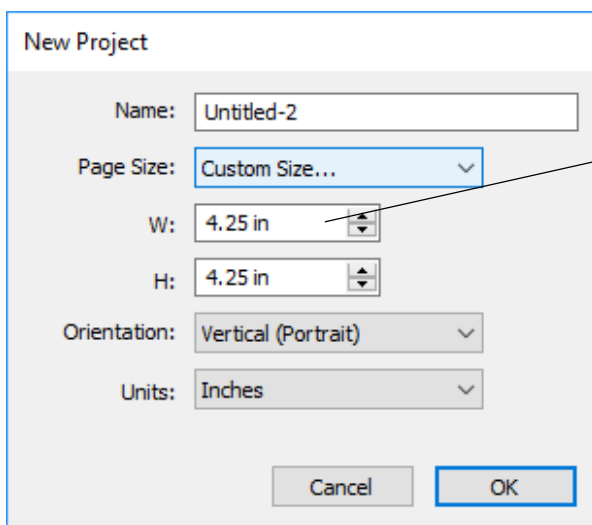 New Project
Name: Untitled-2
Page Size: Custom Size...
W: 4.25 in
H: 4.25 in
Orientation: Vertical (Portrait)
Units: Inches
Cancel OK